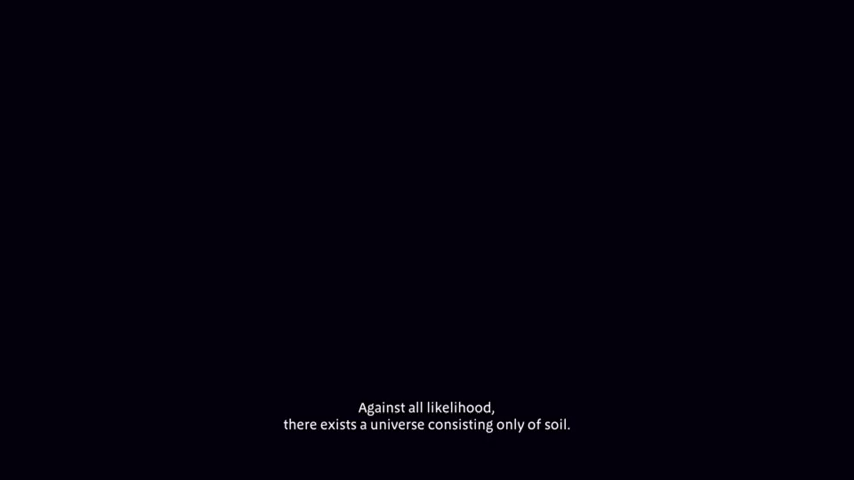 Against all likelihood,
there exists a universe consisting only of soil.